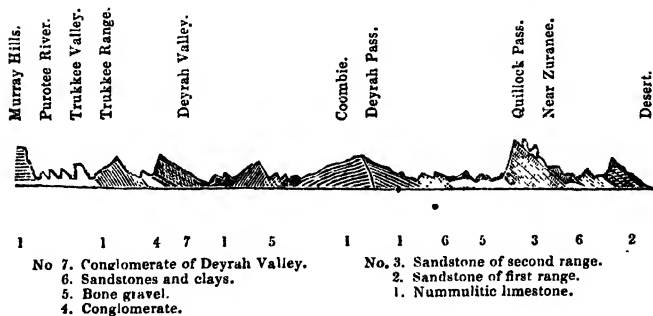 Murray Hills.
Purotee River.
Trukkee Valley.
Trukkee Range.
Deyrah Valley.
Coombie.
Deyrah Pass.
Quillock Pass.
Near Zuranee.
Desert.
1 1 4 7 1 5 1 1 6 5 3 6 2
No 7. Conglomerate of Deyrah Valley.
6. Sandstones and clays.
5. Bone gravel.
4. Conglomerate.
No. 3. Sandstone of second range.
2. Sandstone of first range.
1. Nummulitic limestone.